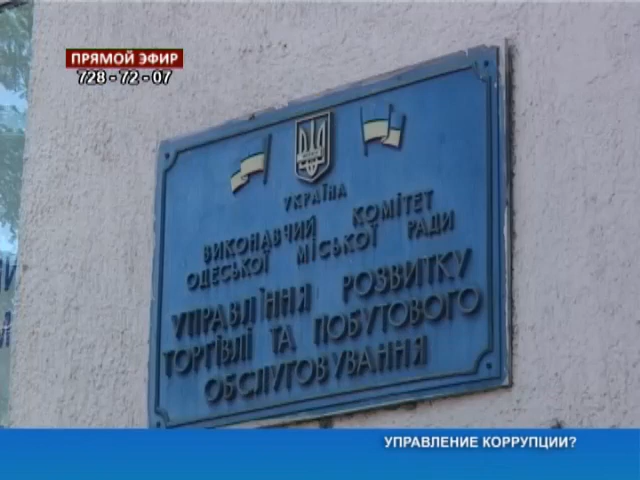 ПРЯМОЙ ЭФИР
728-72-07
УКРАЇНА
ВИКОНАВЧИЙ КОМІТЕТ
ОДЕСЬКОЇ МІСЬКОЇ РАДИ
УПРАВЛІННЯ РОЗВИТКУ
ТОРГІВЛІ ТА ПОБУТОВОГО
ОБСЛУГОВУВАННЯ
УПРАВЛЕНИЕ КОРРУПЦИИ?